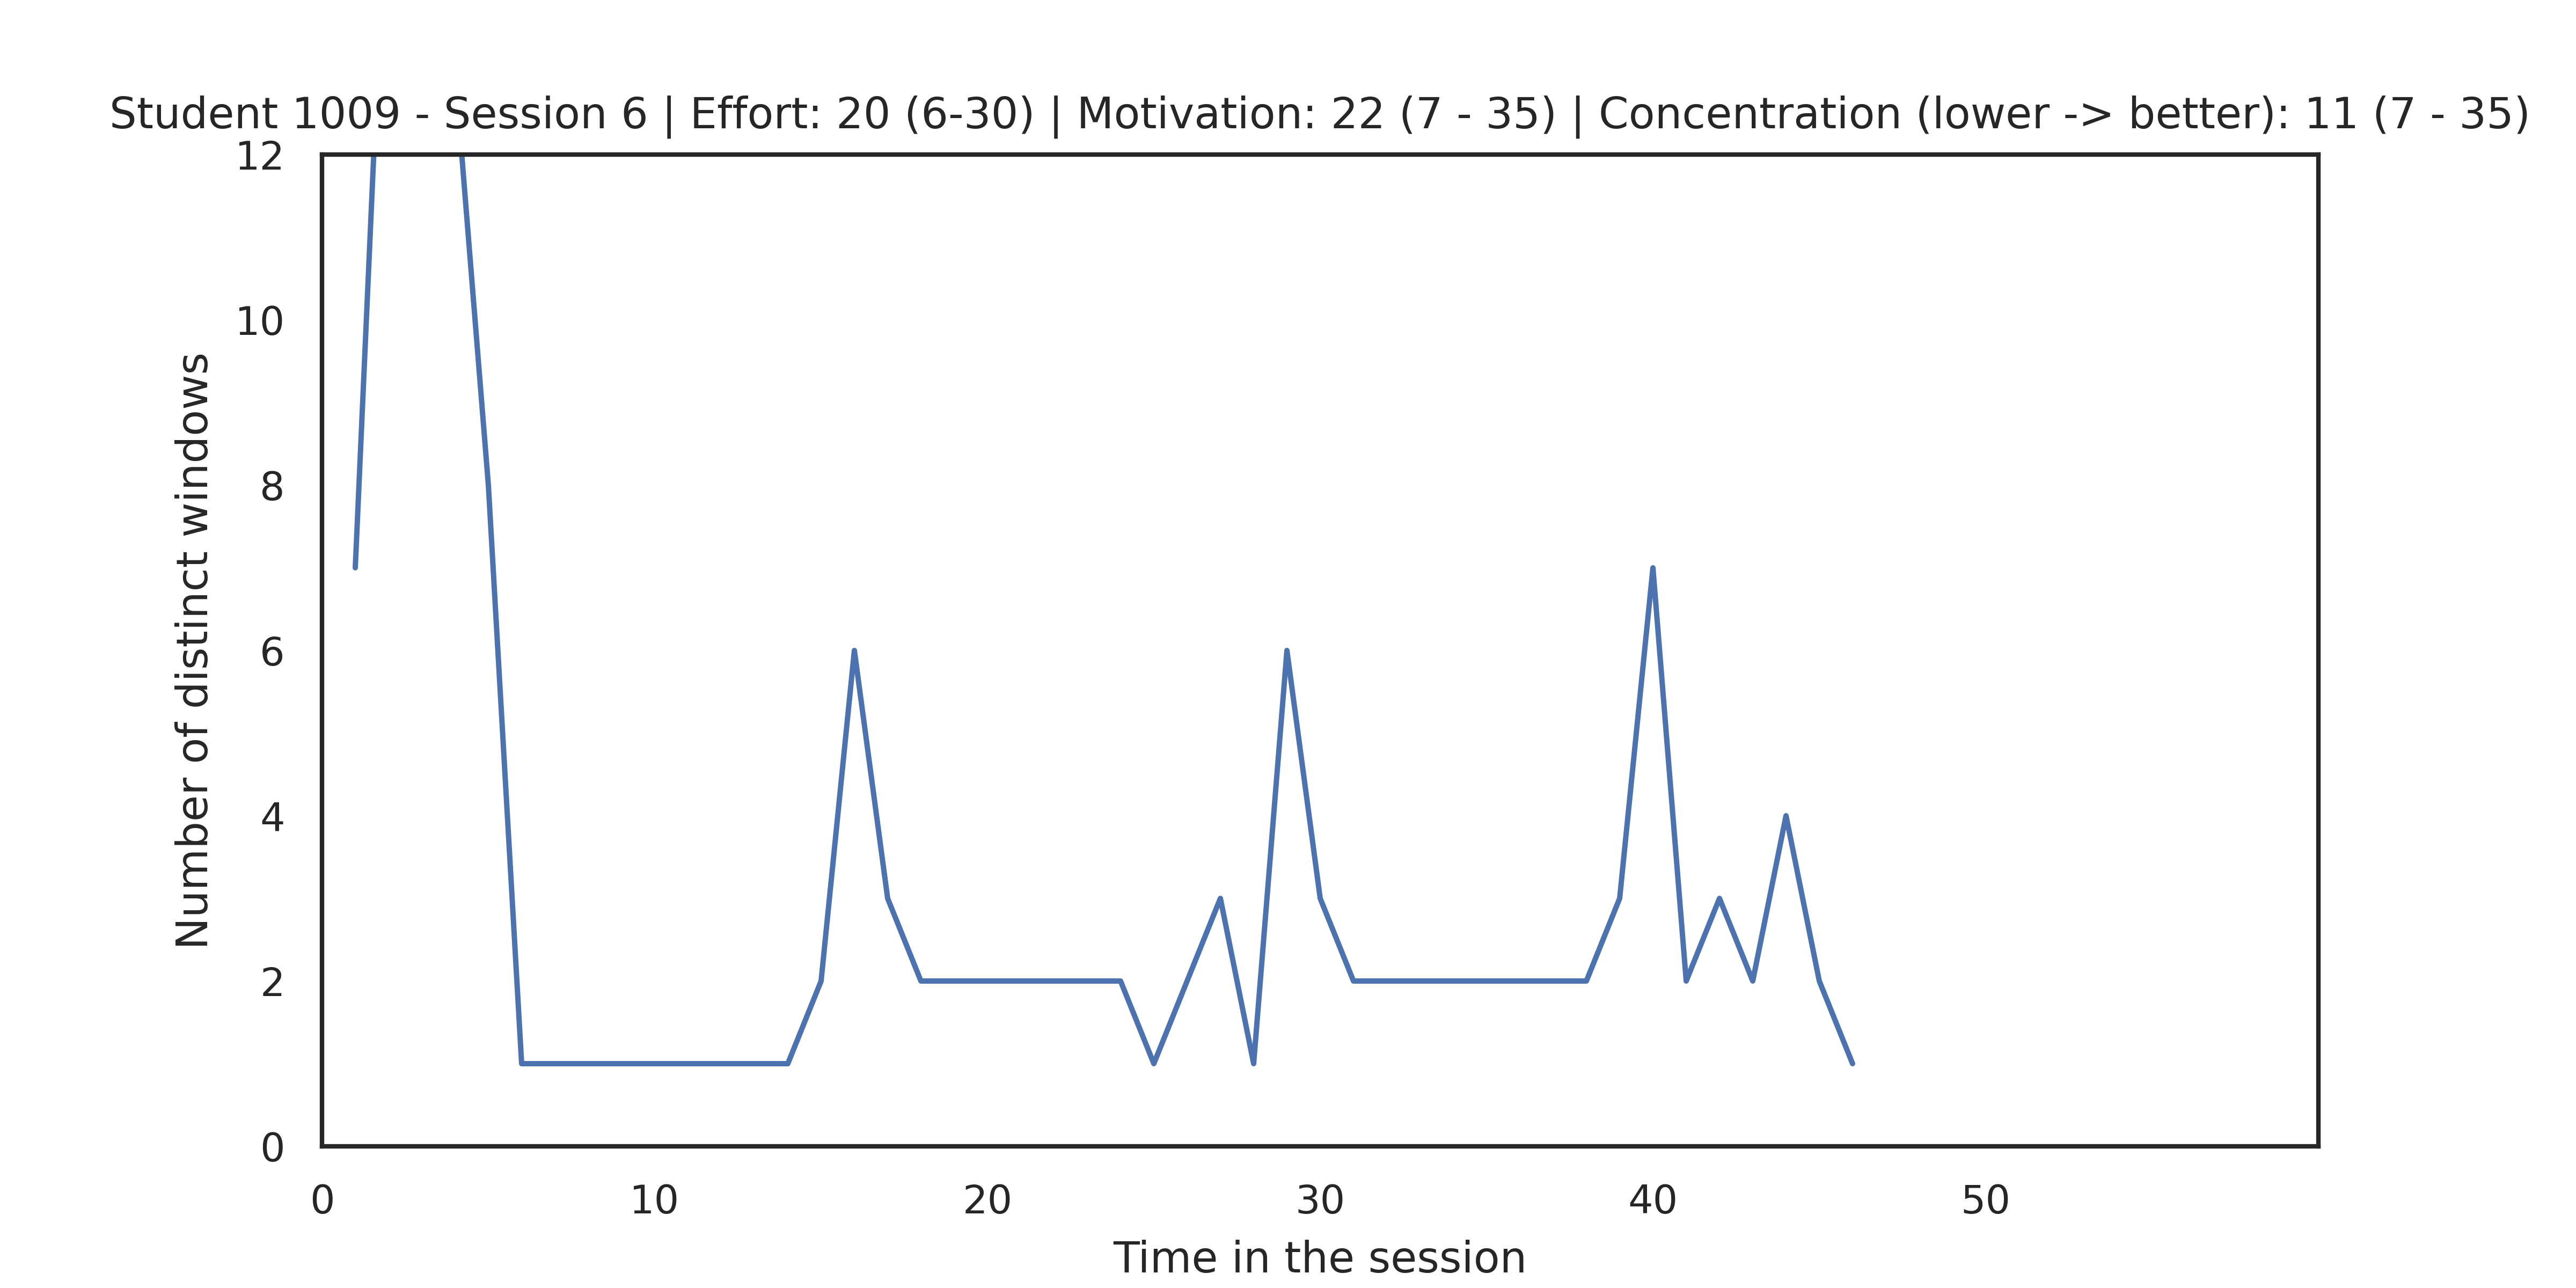 Student 1009 - Session 6 | Effort: 20 (6-30) | Motivation: 22 (7 - 35) | Concentration (lower -> better): 11 (7 - 35)
12
10
8
6
4
2
0
Number of distinct windows
0 10 20 30 40 50
Time in the session